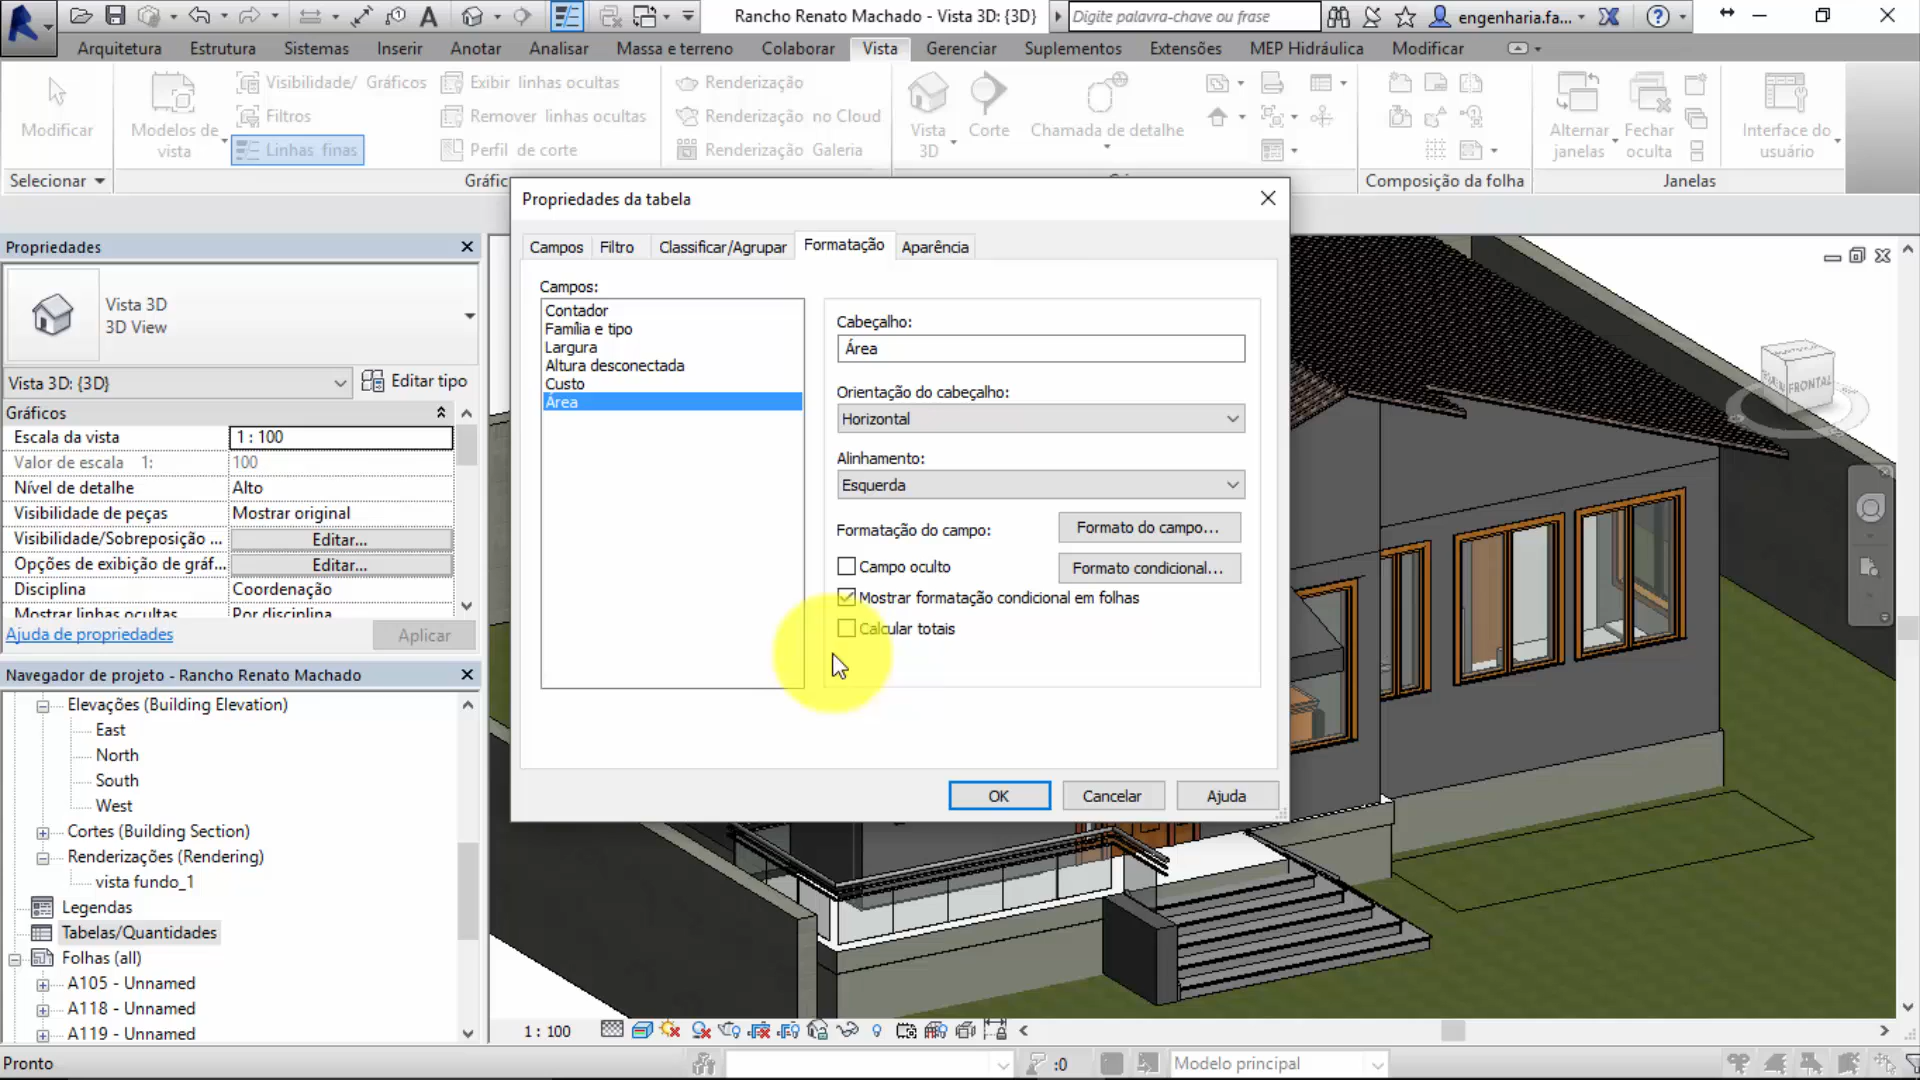 Rancho Renato Machado - Vista 3D: {3D}
Digite palavra-chave ou frase
engenharia.fa...
Arquitetura Estrutura Sistemas Inserir Anotar Analisar Massa e terreno Colaborar Vista Gerenciar Suplementos Extensões MEP Hidráulica Modificar
Modificar
Modelos de vista
Visibilidade/ Gráficos
Filtros
Linhas finas
Exibir linhas ocultas
Remover linhas ocultas
Perfil de corte
Renderização
Renderização no Cloud
Renderização Galeria
Vista 3D
Corte
Chamada de detalhe
Alternar janelas
Fechar oculta
Interface do usuário
Selecionar
Gráfic
Composição da folha
Janelas
Propriedades
Vista 3D
3D View
Vista 3D: {3D}
Editar tipo
Gráficos
Escala da vista 1 : 100
Valor de escala 1: 100
Nível de detalhe Alto
Visibilidade de peças Mostrar original
Visibilidade/Sobreposição ... Editar...
Opções de exibição de gráf... Editar...
Disciplina Coordenação
Mostrar linhas ocultas Por disciplina
Ajuda de propriedades
Aplicar
Navegador de projeto - Rancho Renato Machado
Elevações (Building Elevation)
East
North
South
West
Cortes (Building Section)
Renderizações (Rendering)
vista fundo_1
Legendas
Tabelas/Quantidades
Folhas (all)
A105 - Unnamed
A118 - Unnamed
A119 - Unnamed
Propriedades da tabela
Campos Filtro Classificar/Agrupar Formatação Aparência
Campos:
Contador
Família e tipo
Largura
Altura desconectada
Custo
Área
Cabeçalho:
Área
Orientação do cabeçalho:
Horizontal
Alinhamento:
Esquerda
Formatação do campo:
Formato do campo...
Campo oculto
Formato condicional...
Mostrar formatação condicional em folhas
Calcular totais
OK
Cancelar
Ajuda
FRONTAL
1 : 100
Pronto
:0
Modelo principal